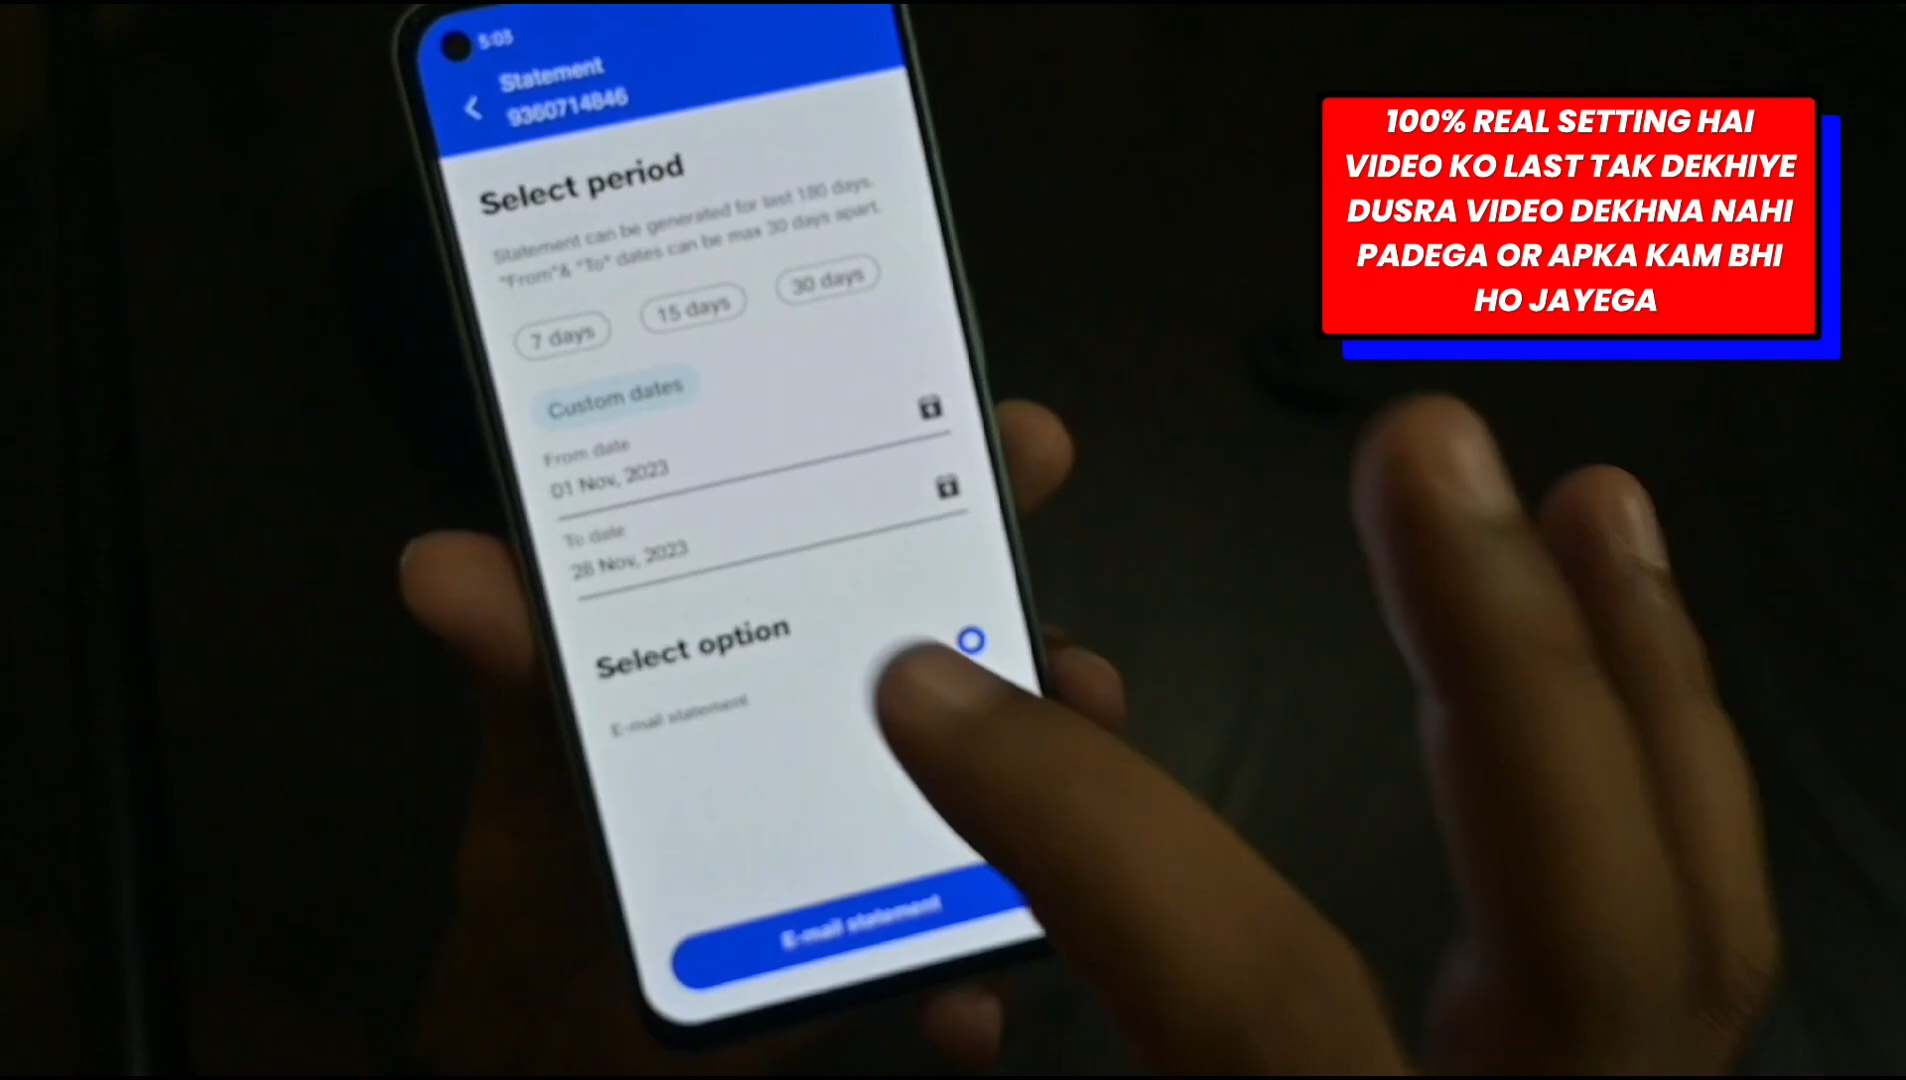 5:03
Statement
9360714846
Select period
Statement can be generated for last 180 days.
"From"& "To" dates can be max 30 days apart.
7 days
15 days
30 days
Custom dates
From date
01 Nov, 2023
To date
28 Nov, 2023
Select option
E-mail statement
E-mail statement
100% REAL SETTING HAI
VIDEO KO LAST TAK DEKHIYE
DUSRA VIDEO DEKHNA NAHI
PADEGA OR APKA KAM BHI
HO JAYEGA